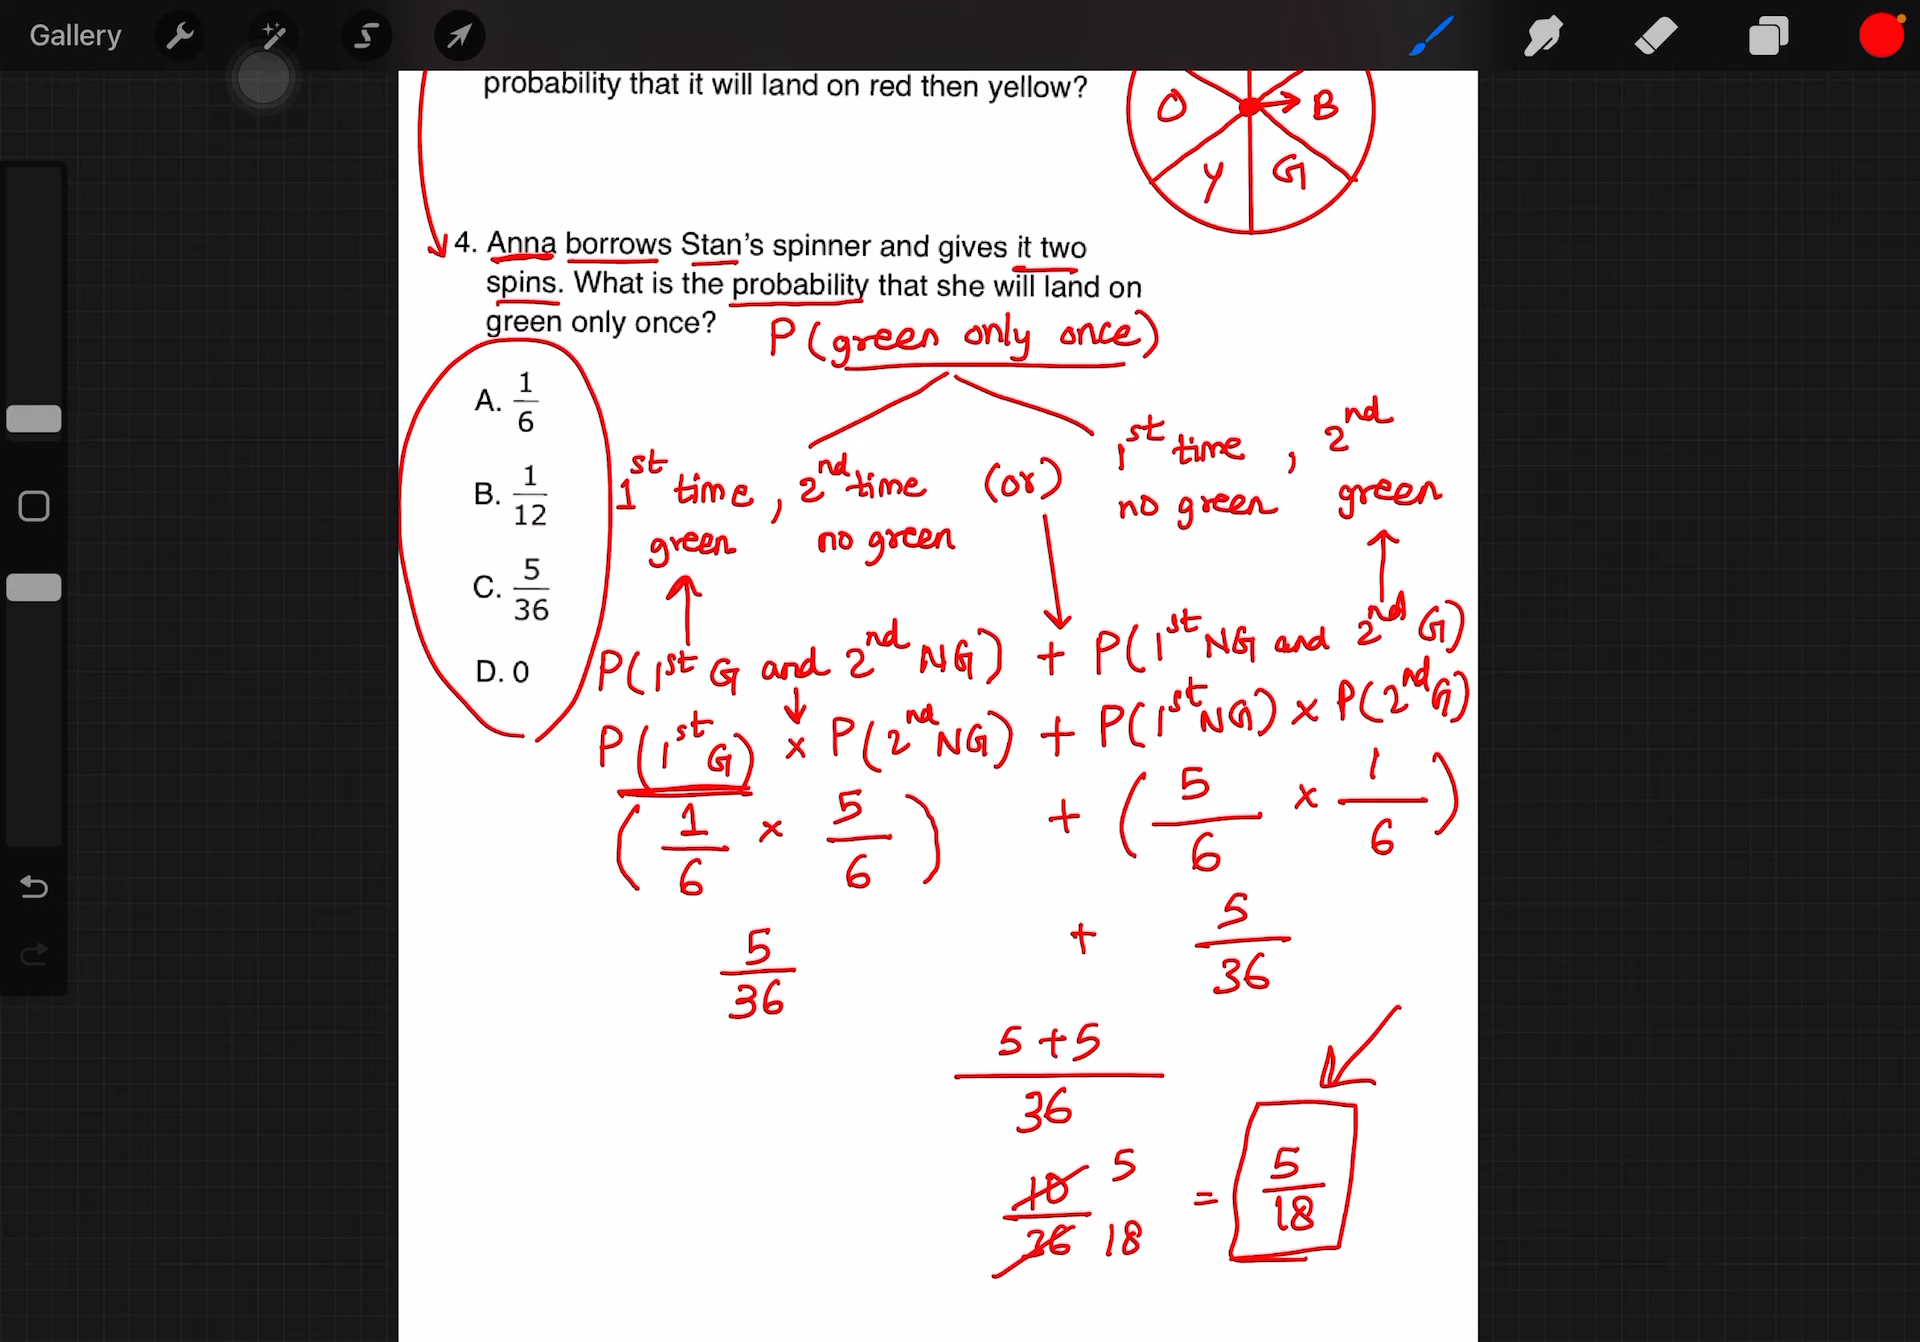 Gallery
probability that it will land on red then yellow?
O B
Y G
4. Anna borrows Stan's spinner and gives it two
spins. What is the probability that she will land on
green only once?
P (green only once)
A. 1/6
B. 1/12
C. 5/36
D. 0
1st time, 2nd time (or) 1st time, 2nd
green no green no green green
P(1st G and 2nd NG) + P(1st NG and 2nd G)
P(1st G) x P(2nd NG) + P(1st NG) x P(2nd G)
(1/6 x 5/6) + (5/6 x 1/6)
5/36 + 5/36
5+5/36
10/36 5/18 = 5/18